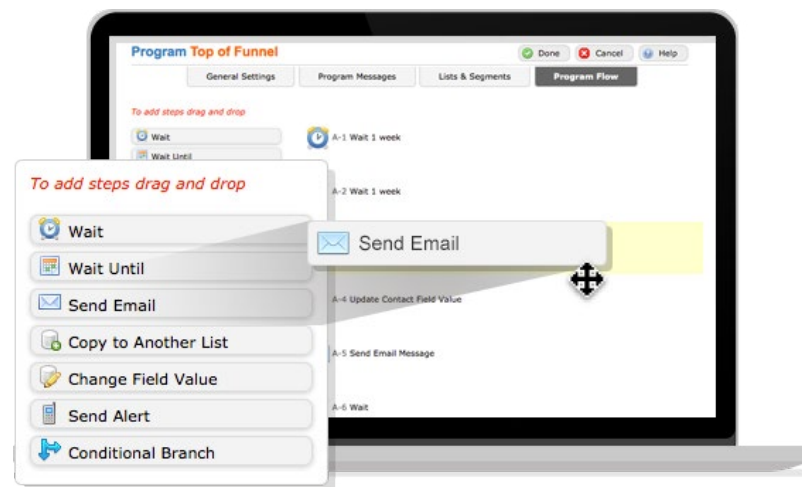 Program Top of Funnel
Done
Cancel
Help
General Settings
Program Messages
Lists & Segments
Program Flow
To add steps drag and drop
Wait
Wait Until
A-1 Wait 1 week
A-2 Wait 1 week
A-4 Update Contact Field Value
A-5 Send Email Message
A-6 Wait
To add steps drag and drop
Wait
Wait Until
Send Email
Copy to Another List
Change Field Value
Send Alert
Conditional Branch
Send Email